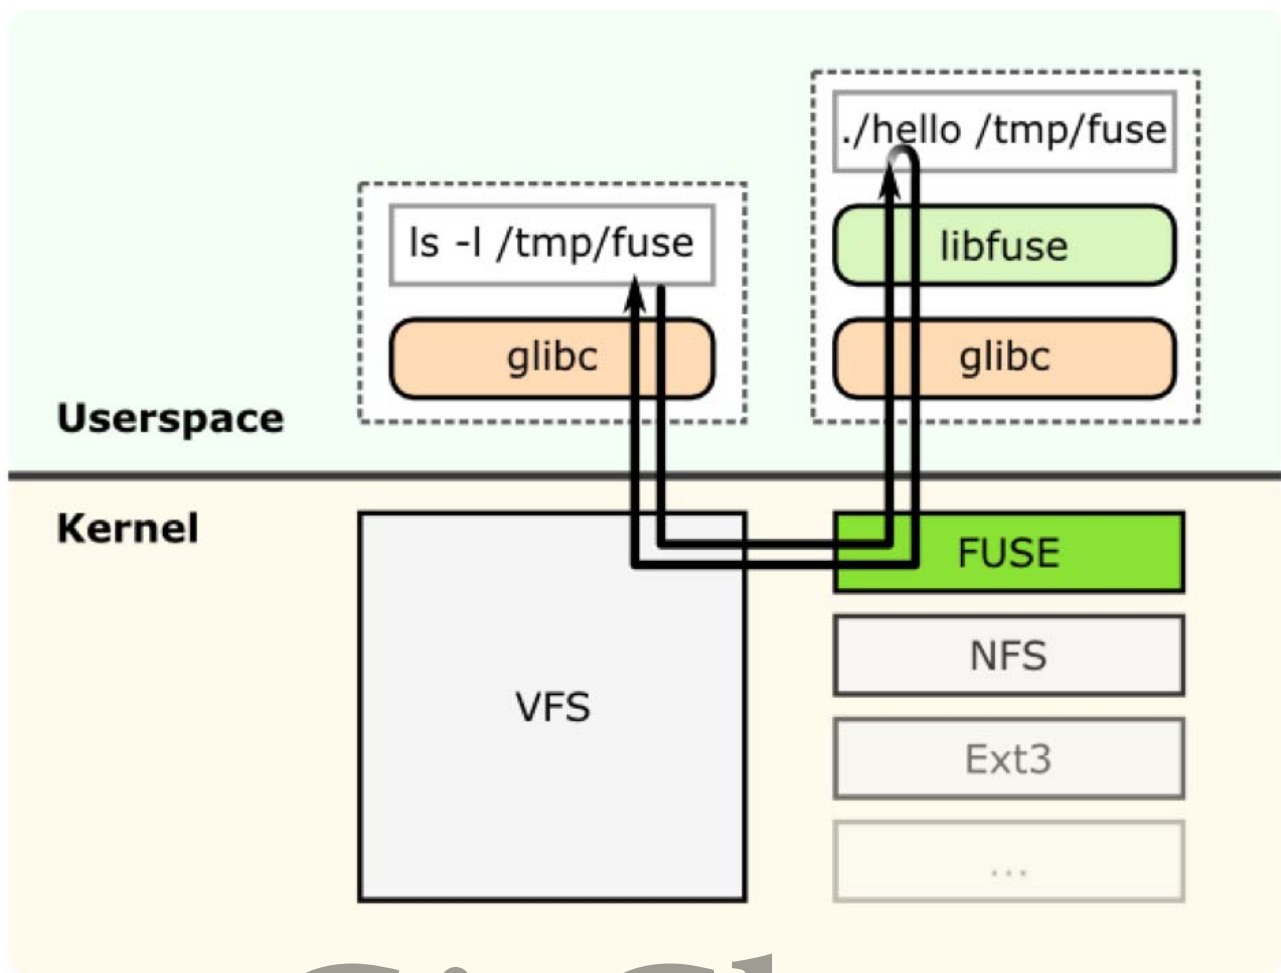 ./hello /tmp/fuse
ls -l /tmp/fuse
libfuse
glibc
glibc
Userspace
Kernel
FUSE
NFS
VFS
Ext3
...